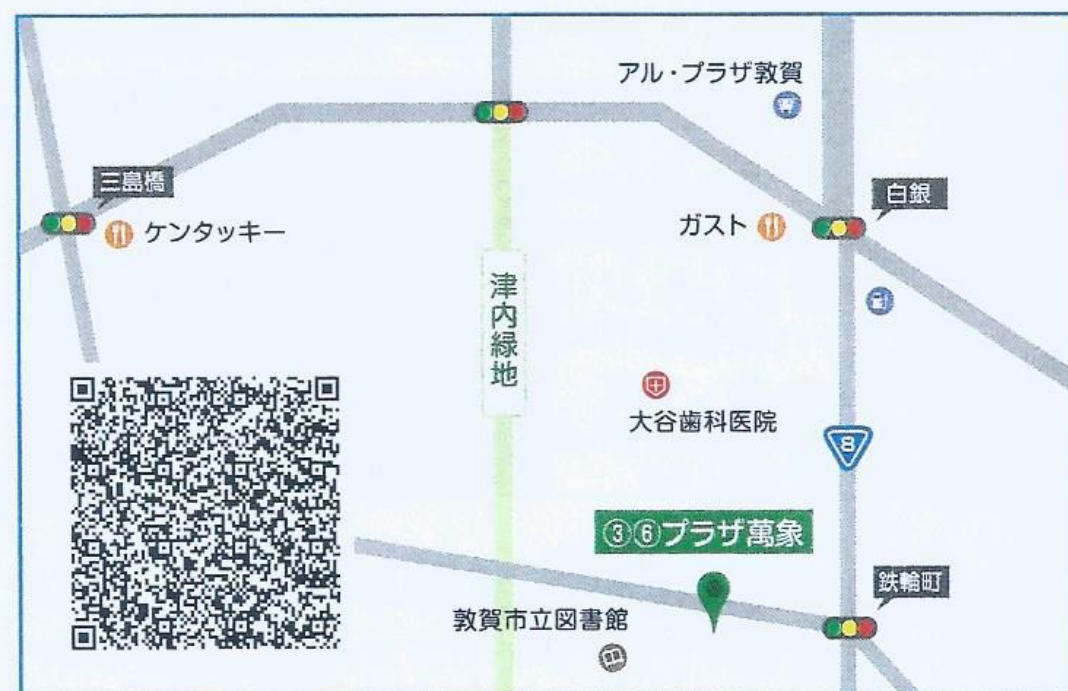 アル・プラザ敦賀
三島橋
白銀
ケンタッキー
ガスト
津内緑地
大谷歯科医院
8
③⑥プラザ萬象
鉄輪町
敦賀市立図書館